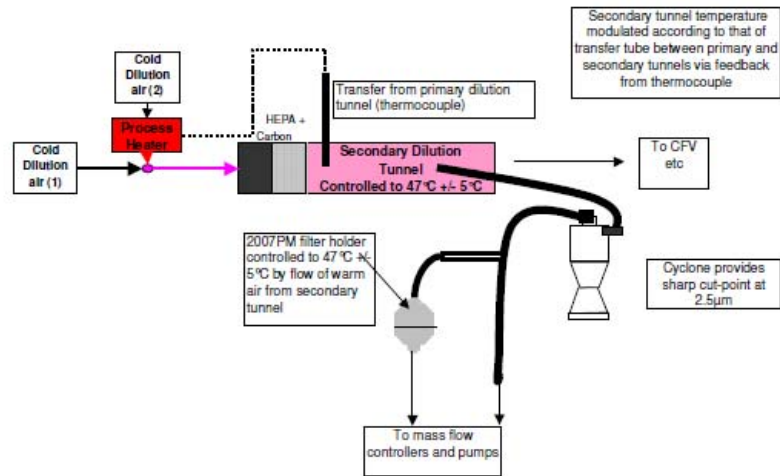 Cold
Dilution
air (2)
Process
Heater
Cold
Dilution
air (1)
HEPA +
Carbon
Transfer from primary dilution
tunnel (thermocouple)
Secondary tunnel temperature
modulated according to that of
transfer tube between primary and
secondary tunnels via feedback
from thermocouple
Secondary Dilution
Tunnel
Controlled to 47°C +/- 5°C
To CFV
etc
2007PM filter holder
controlled to 47°C +/-
5°C by flow of warm
air from secondary
tunnel
Cyclone provides
sharp cut-point at
2.5µm
To mass flow
controllers and pumps